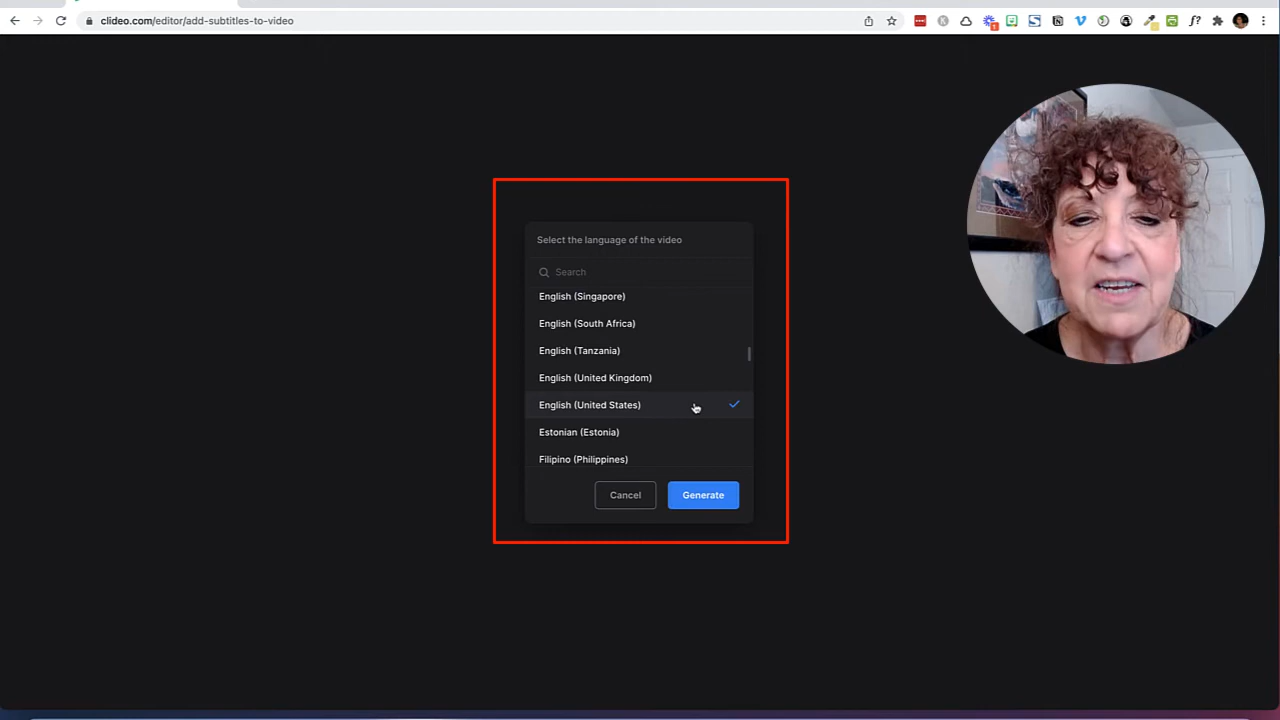 clideo.com/editor/add-subtitles-to-video
Select the language of the video
Search
English (Singapore)
English (South Africa)
English (Tanzania)
English (United Kingdom)
English (United States)
Estonian (Estonia)
Filipino (Philippines)
Cancel
Generate